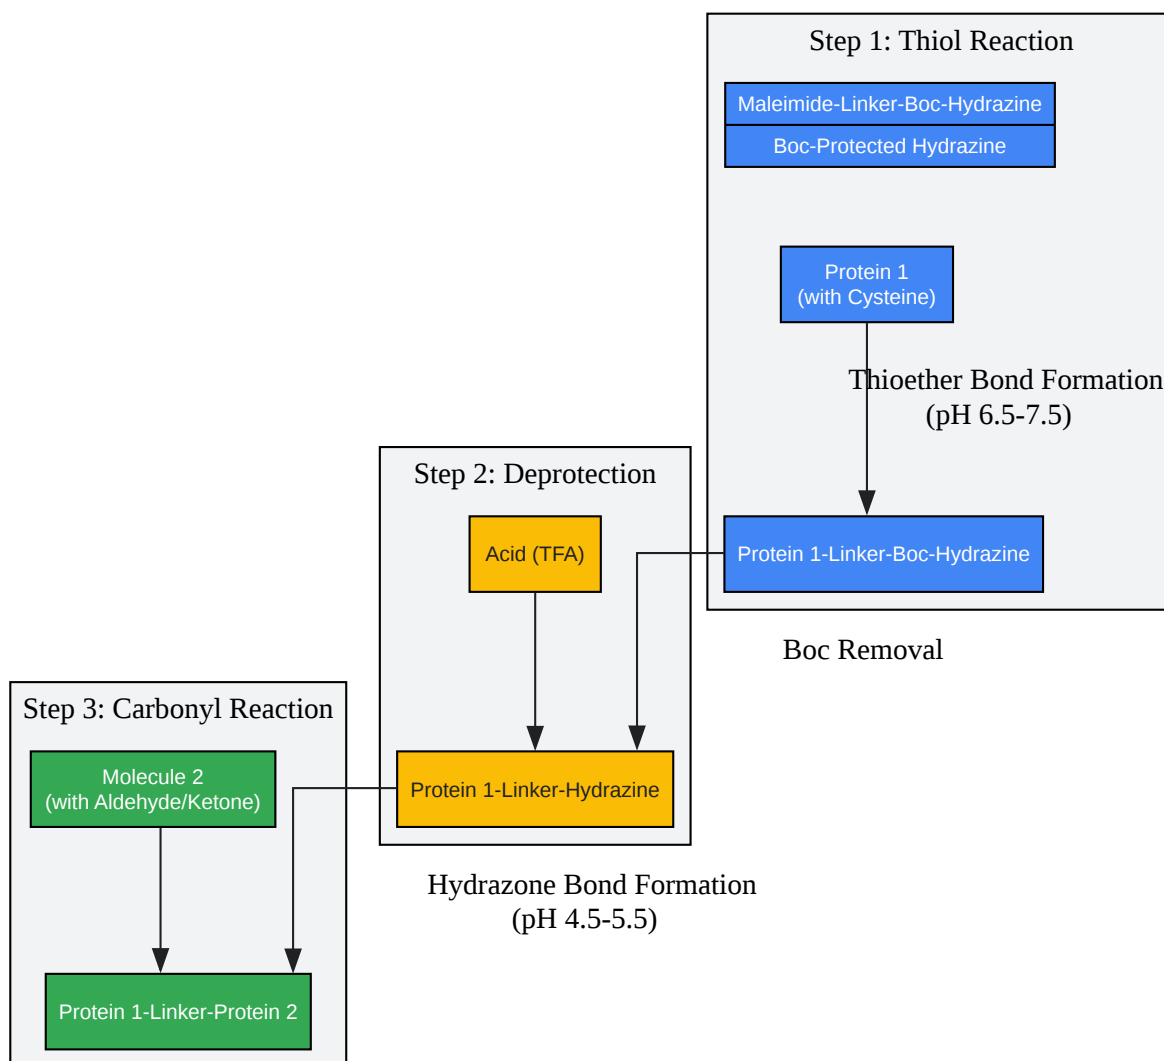 Step 1: Thiol Reaction
Maleimide-Linker-Boc-Hydrazine
Boc-Protected Hydrazine
Protein 1
(with Cysteine)
Thioether Bond Formation
(pH 6.5-7.5)
Protein 1-Linker-Boc-Hydrazine
Boc Removal
Step 2: Deprotection
Acid (TFA)
Protein 1-Linker-Hydrazine
Hydrazone Bond Formation
(pH 4.5-5.5)
Step 3: Carbonyl Reaction
Molecule 2
(with Aldehyde/Ketone)
Protein 1-Linker-Protein 2